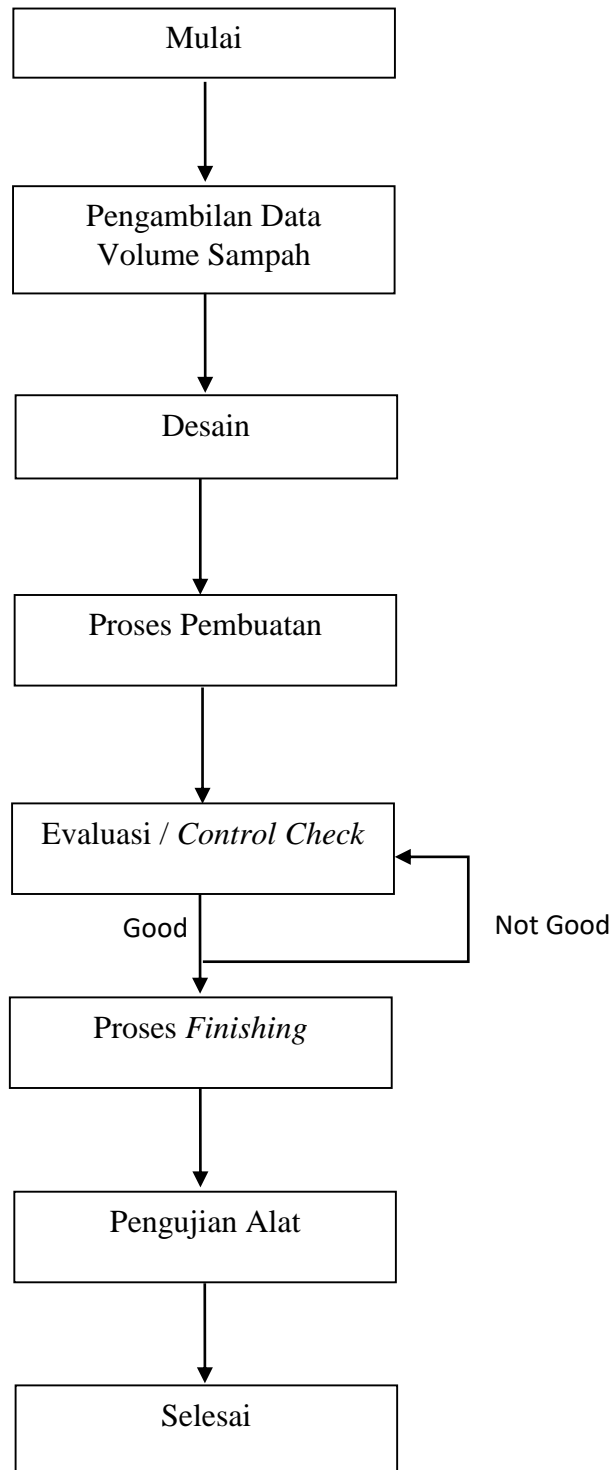 Mulai
Pengambilan Data
Volume Sampah
Desain
Proses Pembuatan
Evaluasi / Control Check
Good
Not Good
Proses Finishing
Pengujian Alat
Selesai